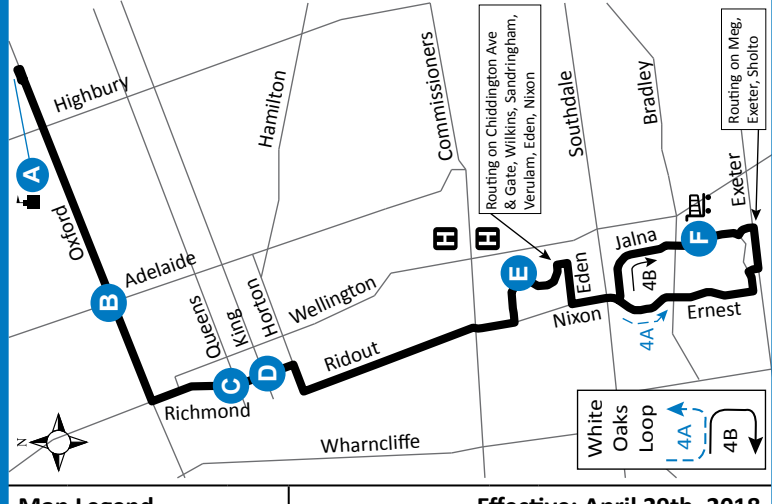 N
A
Highbury
Oxford
B
Adelaide
Hamilton
Commissioners
Queens
King
Horton
Wellington
C
D
Richmond
Ridout
Wharncliffe
H
H
Routing on Chiddington Ave
& Gate, Wilkins, Sandringham,
Verulam, Eden, Nixon
E
Eden
Nixon
Southdale
Bradley
Jalna
F
4B
4A
Ernest
Exeter
Routing on Meg,
Exeter, Sholto
White
Oaks
Loop
4A
4B
Map Legend
Effective: April 29th, 2018